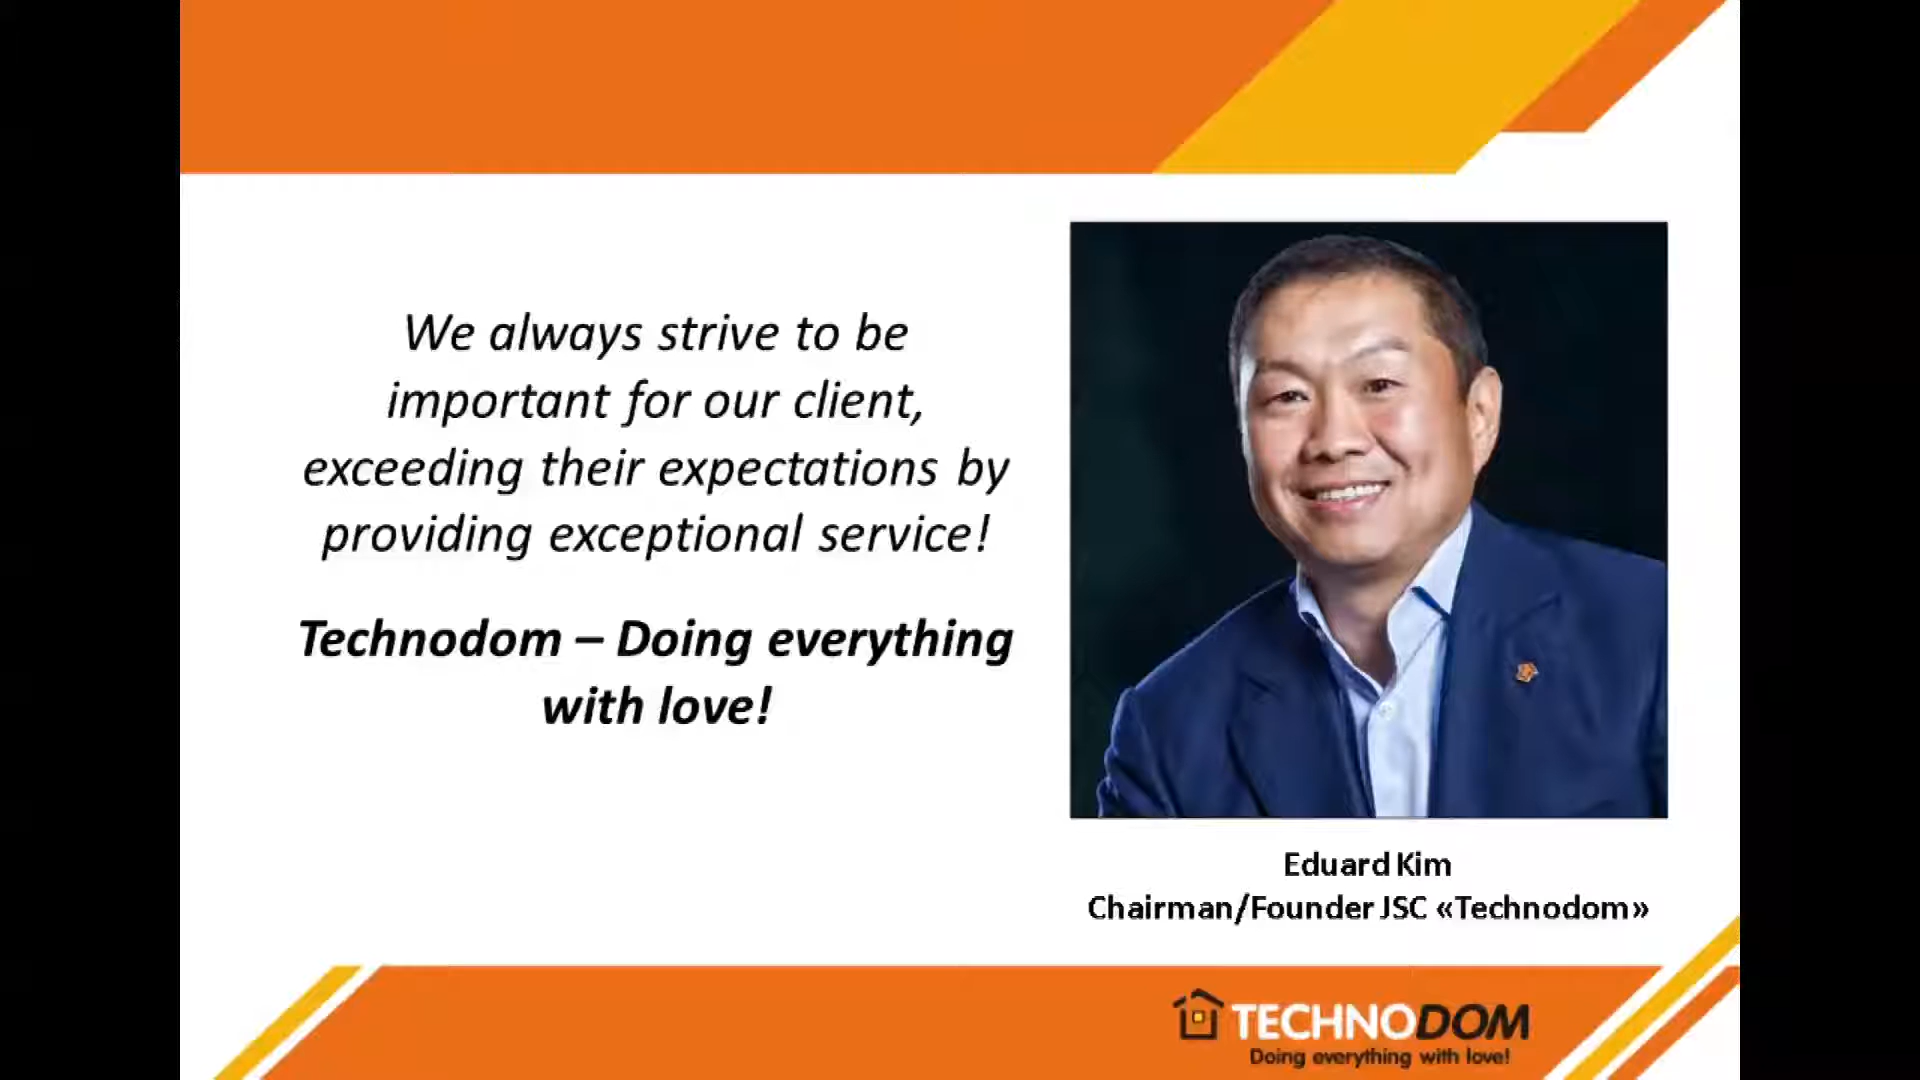 We always strive to be
important for our client,
exceeding their expectations by
providing exceptional service!
Technodom – Doing everything
with love!
Eduard Kim
Chairman/Founder JSC «Technodom»
TECHNODOM
Doing everything with love!